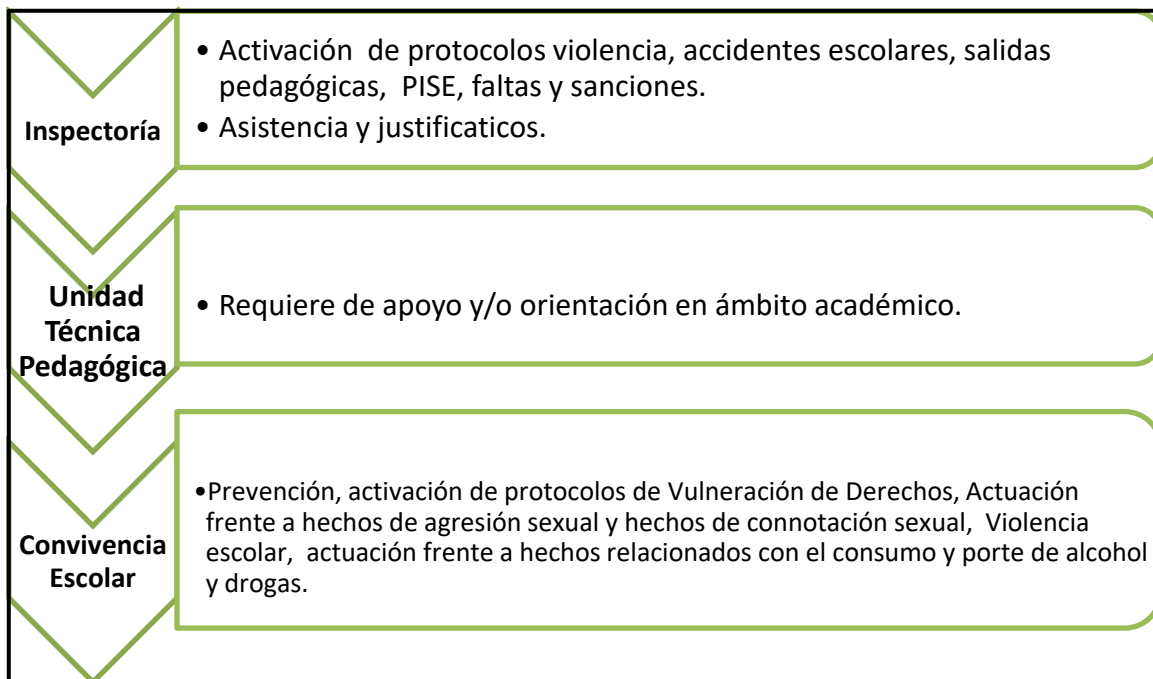 Inspectoría
• Activación de protocolos violencia, accidentes escolares, salidas
pedagógicas, PISE, faltas y sanciones.
• Asistencia y justificaticos.
Unidad
Técnica
Pedagógica
• Requiere de apoyo y/o orientación en ámbito académico.
Convivencia
Escolar
•Prevención, activación de protocolos de Vulneración de Derechos, Actuación
frente a hechos de agresión sexual y hechos de connotación sexual, Violencia
escolar, actuación frente a hechos relacionados con el consumo y porte de alcohol
y drogas.